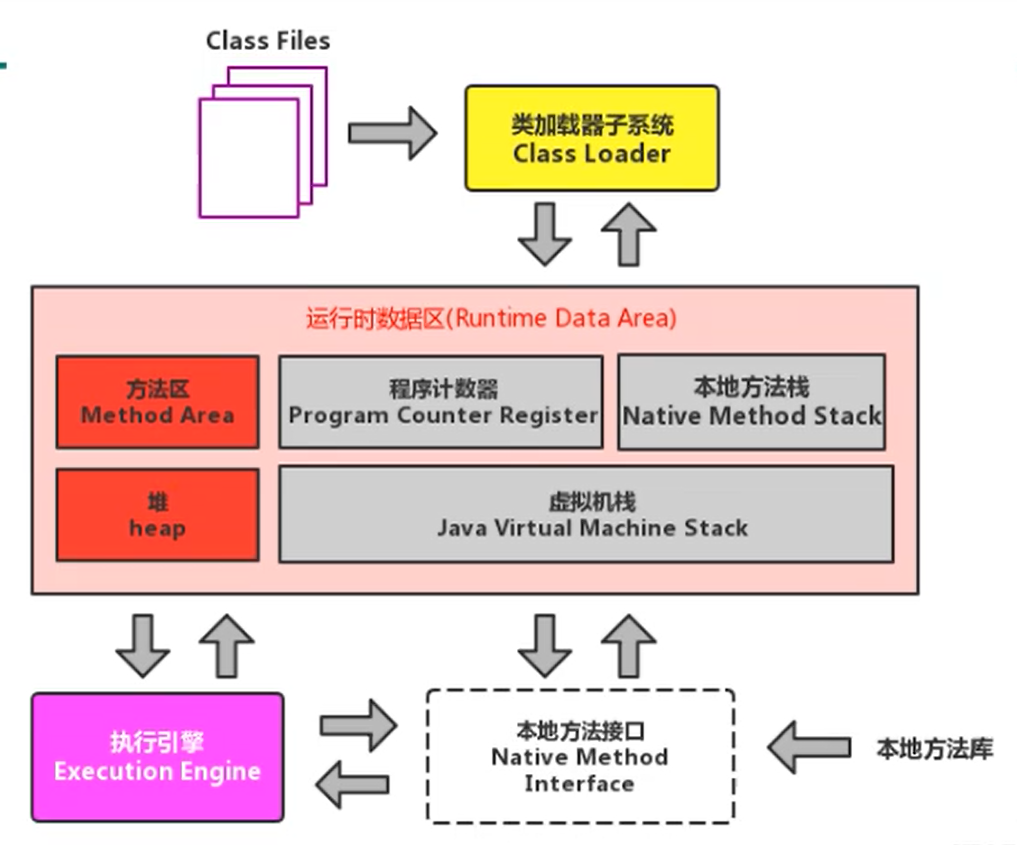 Class Files
类加载器子系统
Class Loader
运行时数据区(Runtime Data Area)
方法区
Method Area
程序计数器
Program Counter Register
本地方法栈
Native Method Stack
堆
heap
虚拟机栈
Java Virtual Machine Stack
执行引擎
Execution Engine
本地方法接口
Native Method
Interface
本地方法库